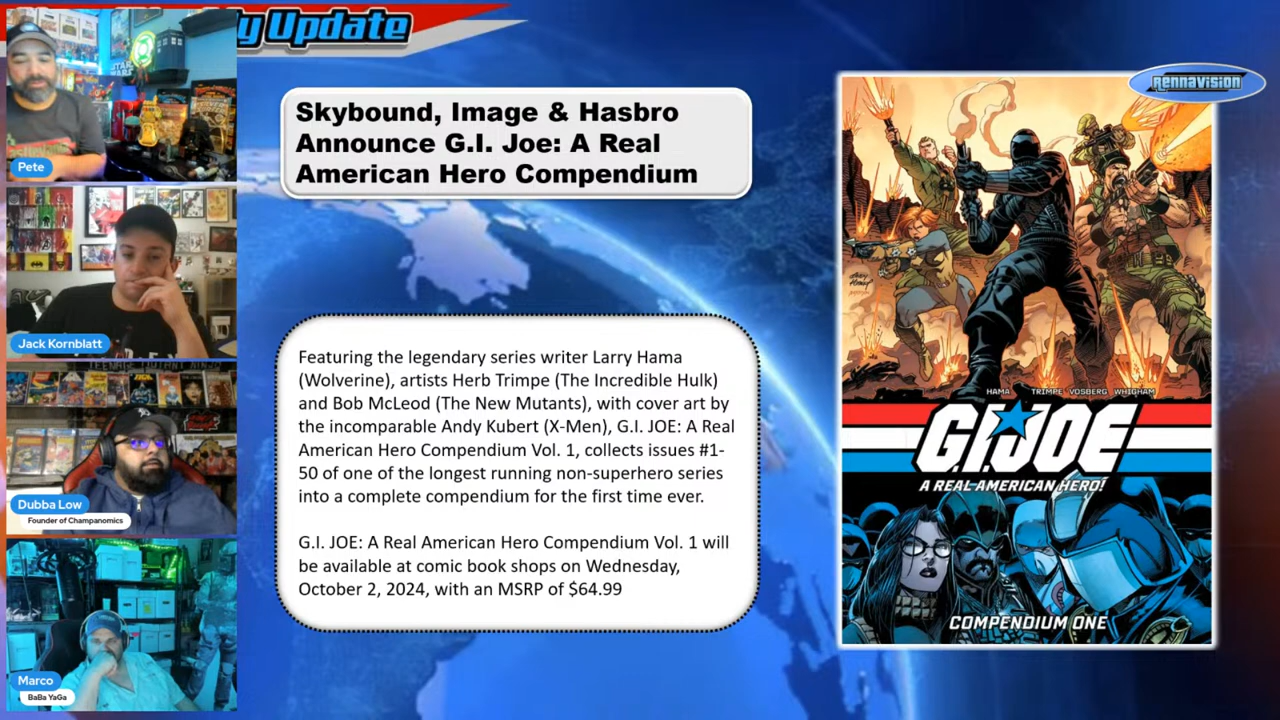 y Update
RENNAVISION
Skybound, Image & Hasbro
Announce G.I. Joe: A Real
American Hero Compendium
Featuring the legendary series writer Larry Hama
(Wolverine), artists Herb Trimpe (The Incredible Hulk)
and Bob McLeod (The New Mutants), with cover art by
the incomparable Andy Kubert (X-Men), G.I. JOE: A Real
American Hero Compendium Vol. 1, collects issues #1-
50 of one of the longest running non-superhero series
into a complete compendium for the first time ever.
G.I. JOE: A Real American Hero Compendium Vol. 1 will
be available at comic book shops on Wednesday,
October 2, 2024, with an MSRP of $64.99
HAMA TRIMPE VOSBERG WHIGHAM
G.I.JOE
A REAL AMERICAN HERO!
COMPENDIUM ONE
STAR WARS
Pete
Jack Kornblatt
TEENAGE MUTANT NINJA
Dubba Low
Founder of Champanomics
Marco
BaBa YaGa